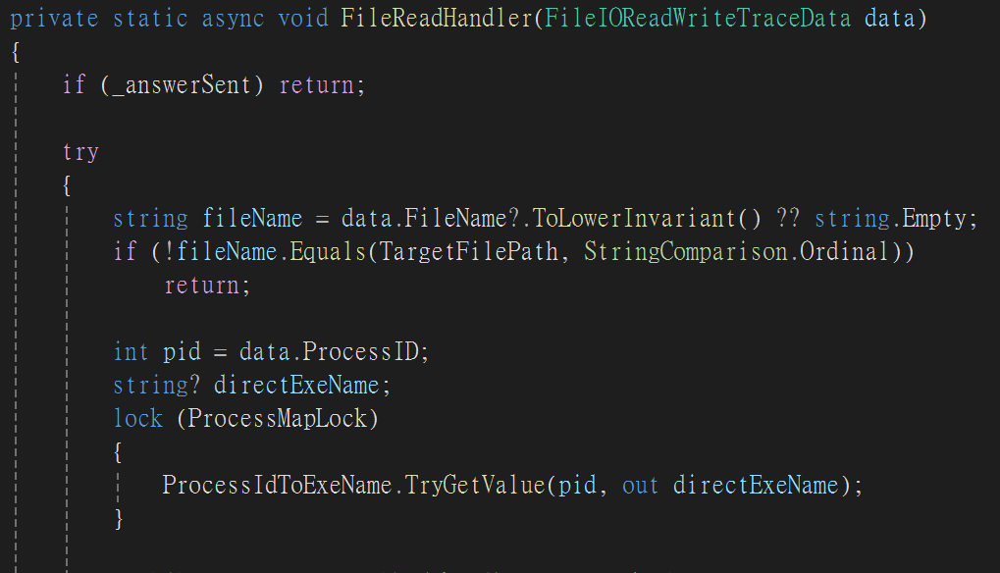 private static async void FileReadHandler(FileIOReadWriteTraceData data)
{
if (_answerSent) return;
try
{
string fileName = data.FileName?.ToLowerInvariant() ?? string.Empty;
if (!fileName.Equals(TargetFilePath, StringComparison.Ordinal))
return;
int pid = data.ProcessID;
string? directExeName;
lock (ProcessMapLock)
{
ProcessIdToExeName.TryGetValue(pid, out directExeName);
}